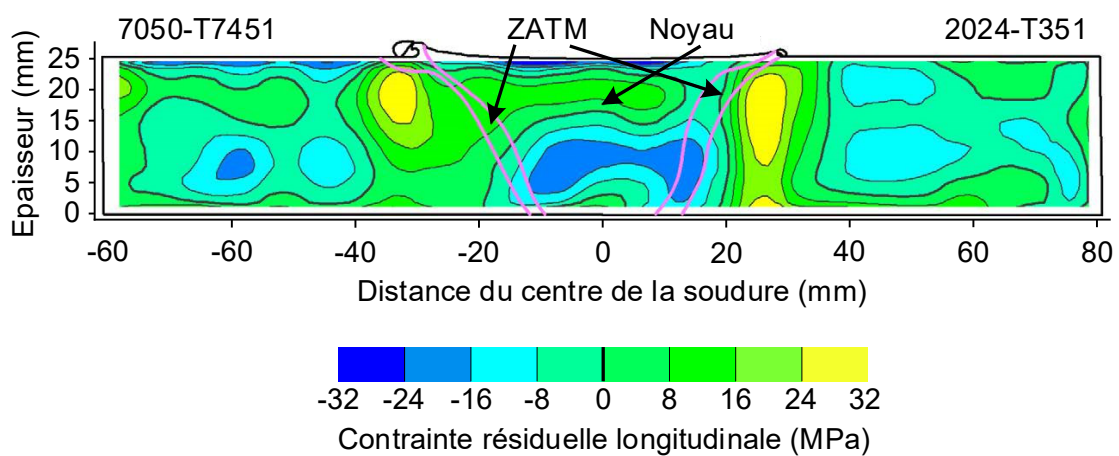 7050-T7451 ZATM Noyau 2024-T351
Epaisseur (mm)
25
20
15
10
5
0
-60 -60 -40 -20 0 20 40 60 80
Distance du centre de la soudure (mm)
-32 -24 -16 -8 0 8 16 24 32
Contrainte résiduelle longitudinale (MPa)